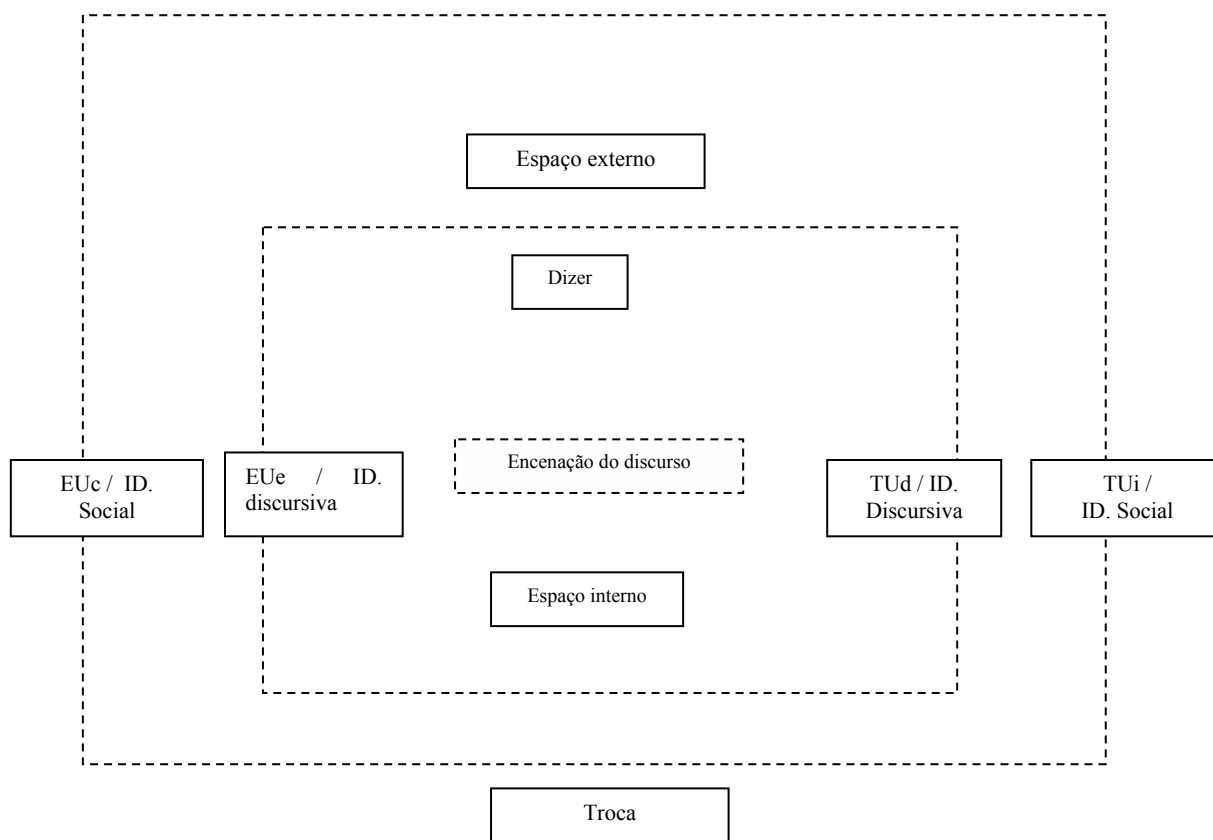 Espaço externo
Dizer
Encenação do discurso
EUc / ID.
Social
EUe / ID.
discursiva
TUd / ID.
Discursiva
TUi /
ID. Social
Espaço interno
Troca